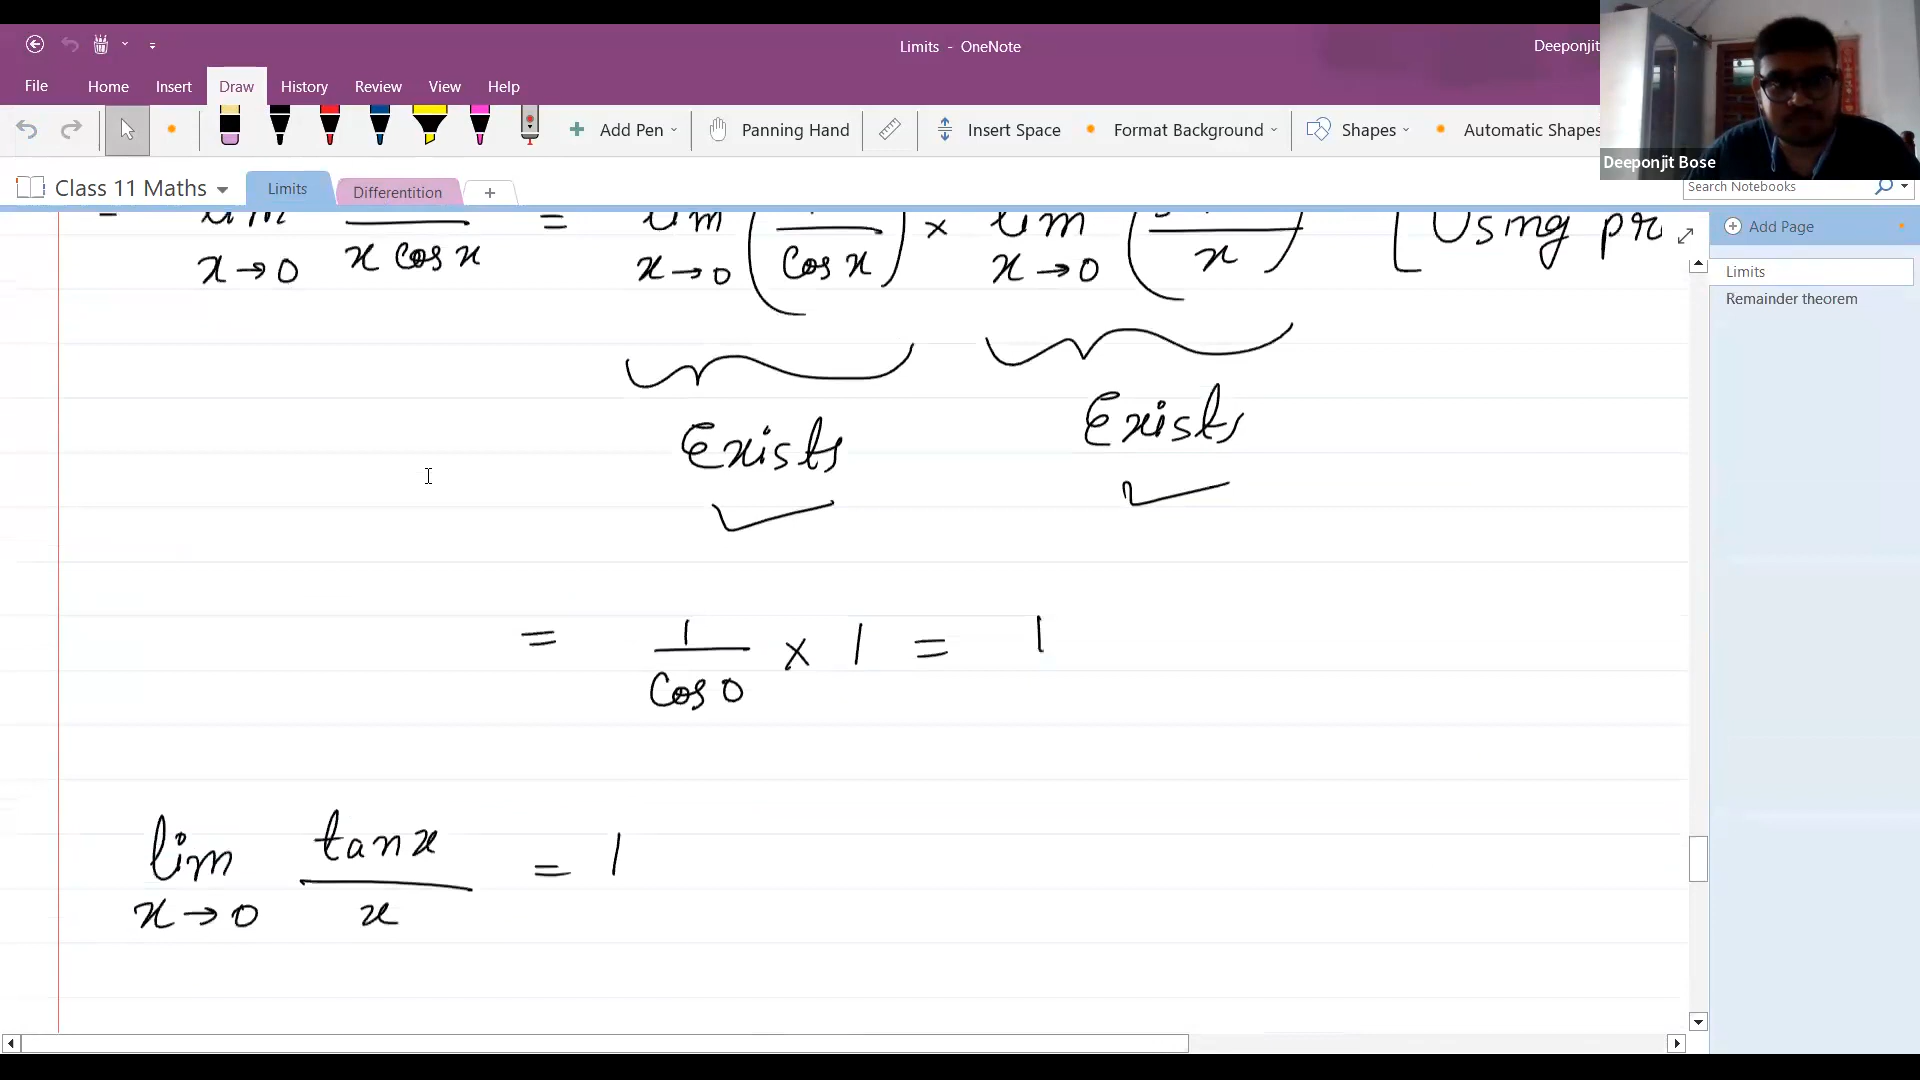 Limits - OneNote
Deeponjit
File Home Insert Draw History Review View Help
Add Pen Panning Hand Insert Space Format Background Shapes Automatic Shapes
Deeponjit Bose
Class 11 Maths Limits Differentition +
Search Notebooks
Add Page
Limits
Remainder theorem
= lim x→0 / x cos x = lim x→0 ( / cos x) × lim x→0 ( / x) [Using pr
Exists Exists
= 1/cos 0 × 1 = 1
lim x→0 tan x / x = 1